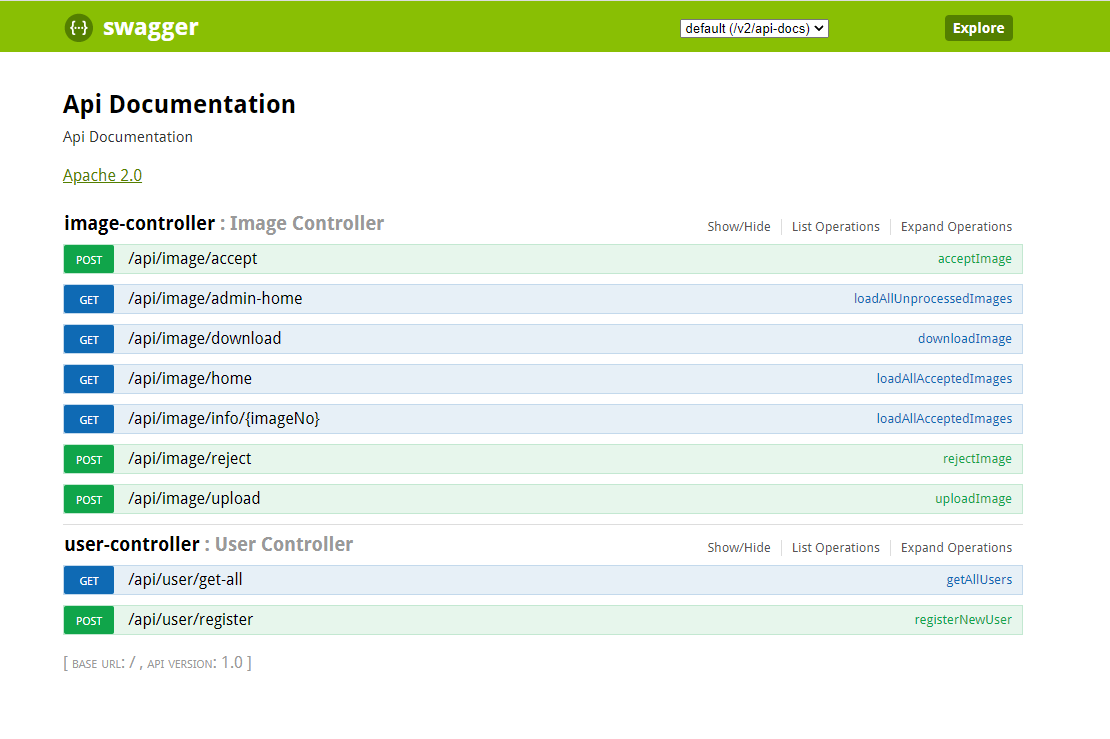 {···} swagger default (/v2/api-docs) Explore
Api Documentation
Api Documentation
Apache 2.0
image-controller : Image Controller Show/Hide List Operations Expand Operations
POST /api/image/accept acceptImage
GET /api/image/admin-home loadAllUnprocessedImages
GET /api/image/download downloadImage
GET /api/image/home loadAllAcceptedImages
GET /api/image/info/{imageNo} loadAllAcceptedImages
POST /api/image/reject rejectImage
POST /api/image/upload uploadImage
user-controller : User Controller Show/Hide List Operations Expand Operations
GET /api/user/get-all getAllUsers
POST /api/user/register registerNewUser
[ BASE URL: / , API VERSION: 1.0 ]